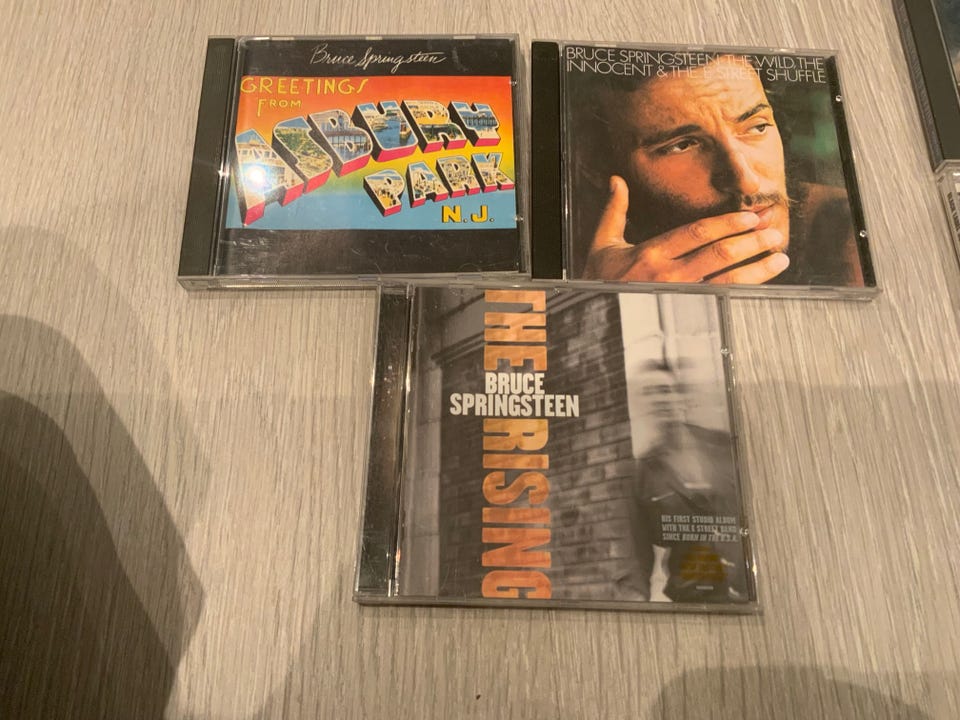 Bruce Springsteen
GREETINGS
FROM
ASBURY
PARK
N.J.
BRUCE SPRINGSTEEN THE WILD, THE
INNOCENT & THE E STREET SHUFFLE
THE RISING
BRUCE
SPRINGSTEEN
HIS FIRST STUDIO ALBUM
WITH THE E STREET BAND
SINCE BORN IN THE U.S.A.